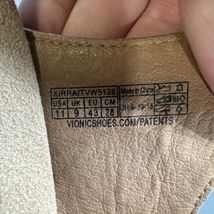 XIRRA/TVW5126
USA UK EU CM
11 9 43 28
Made in China
VIONICSHOES.COM/PATENTS